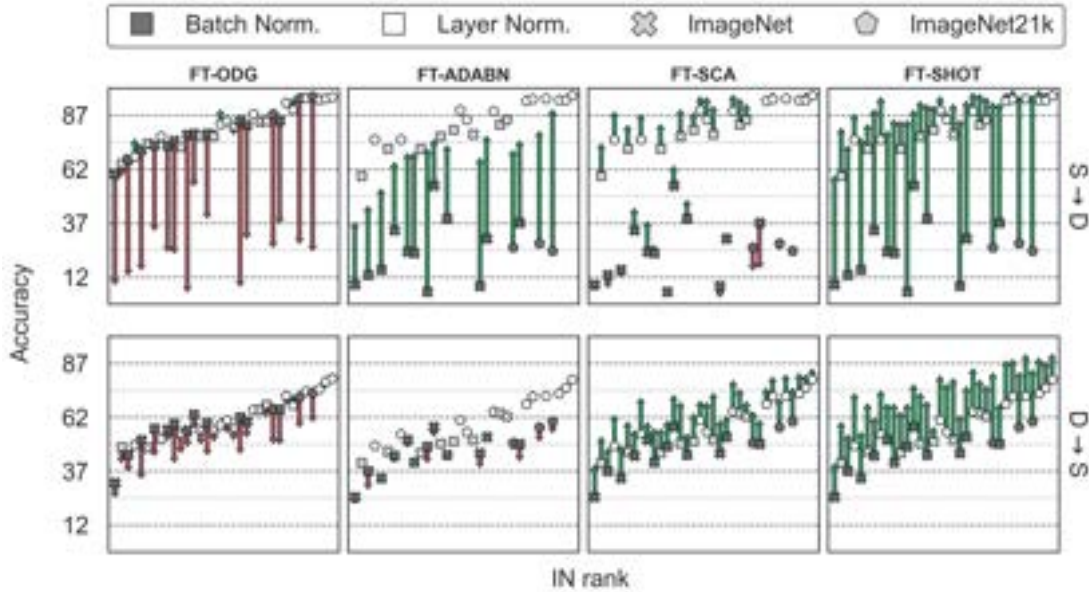 Batch Norm. Layer Norm. ImageNet ImageNet21k
FT-ODG FT-ADABN FT-SCA FT-SHOT
87
62
37
12
S → D
Accuracy
87
62
37
12
D → S
IN rank